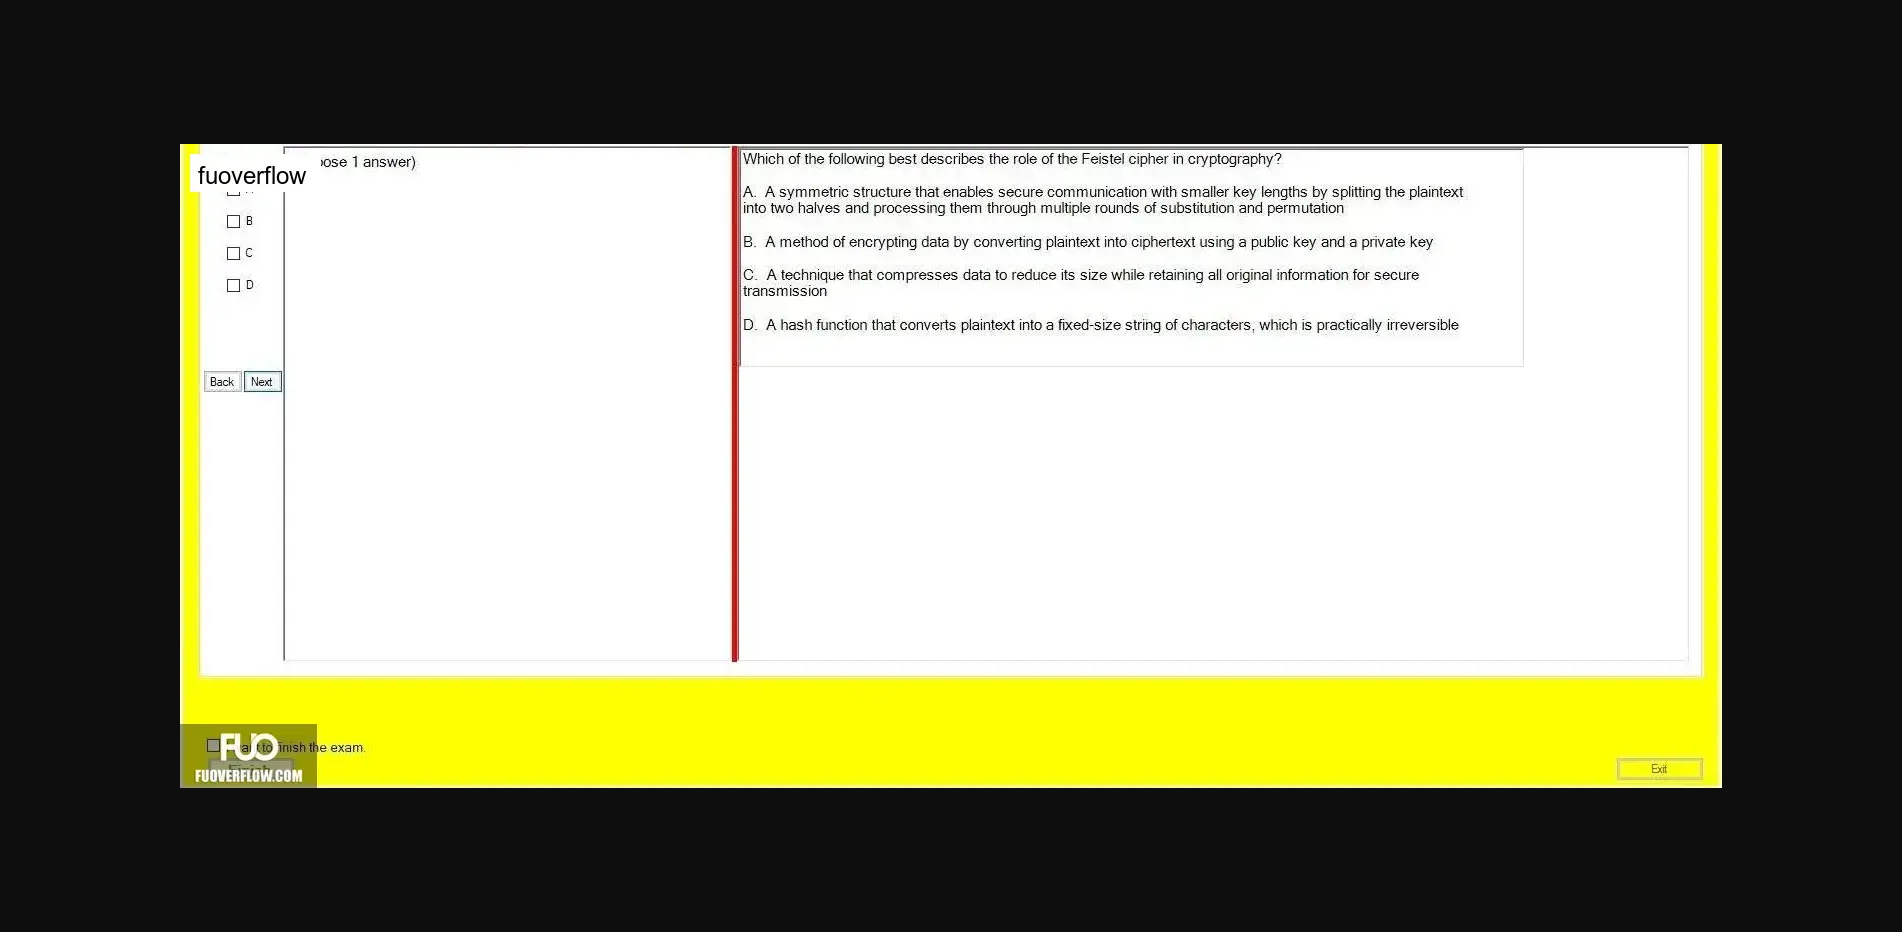 fuoverflow
ose 1 answer)
B
C
D
Back
Next
Which of the following best describes the role of the Feistel cipher in cryptography?
A. A symmetric structure that enables secure communication with smaller key lengths by splitting the plaintext
into two halves and processing them through multiple rounds of substitution and permutation
B. A method of encrypting data by converting plaintext into ciphertext using a public key and a private key
C. A technique that compresses data to reduce its size while retaining all original information for secure
transmission
D. A hash function that converts plaintext into a fixed-size string of characters, which is practically irreversible
to finish the exam.
FUO
FUOVERFLOW.COM
Exit